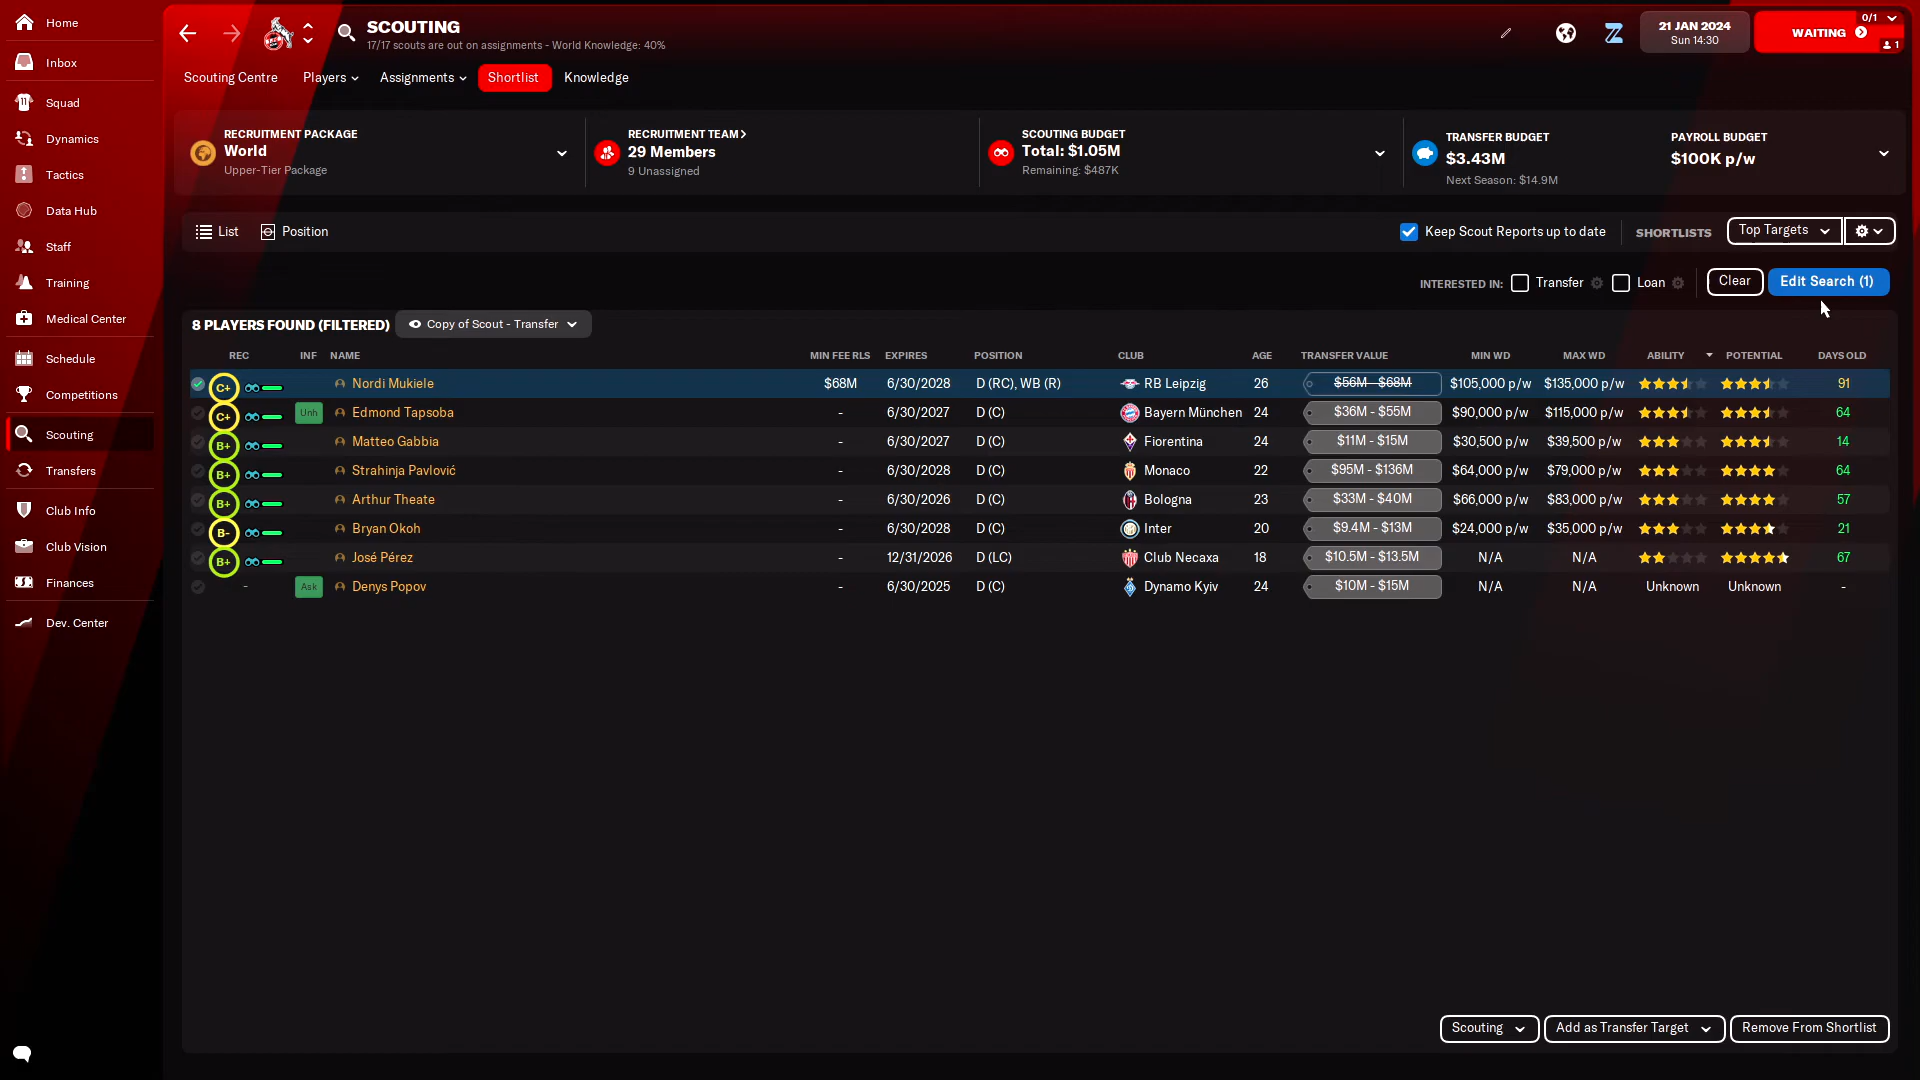 Home
Inbox
Squad
Dynamics
Tactics
Data Hub
Staff
Training
Medical Center
Schedule
Competitions
Scouting
Transfers
Club Info
Club Vision
Finances
Dev. Center
SCOUTING
17/17 scouts are out on assignments - World Knowledge: 40%
21 JAN 2024
Sun 14:30
WAITING
0/1
1
Scouting Centre Players Assignments Shortlist Knowledge
RECRUITMENT PACKAGE
World
Upper-Tier Package
RECRUITMENT TEAM
29 Members
9 Unassigned
SCOUTING BUDGET
Total: $1.05M
Remaining: $487K
TRANSFER BUDGET
$3.43M
Next Season: $14.9M
PAYROLL BUDGET
$100K p/w
List Position
Keep Scout Reports up to date SHORTLISTS Top Targets
INTERESTED IN: Transfer Loan Clear Edit Search (1)
8 PLAYERS FOUND (FILTERED) Copy of Scout - Transfer
REC INF NAME MIN FEE RLS EXPIRES POSITION CLUB AGE TRANSFER VALUE MIN WD MAX WD ABILITY POTENTIAL DAYS OLD
C+ Nordi Mukiele $68M 6/30/2028 D (RC), WB (R) RB Leipzig 26 $56M - $68M $105,000 p/w $135,000 p/w 91
C+ Unh Edmond Tapsoba - 6/30/2027 D (C) Bayern München 24 $36M - $55M $90,000 p/w $115,000 p/w 64
B+ Matteo Gabbia - 6/30/2027 D (C) Fiorentina 24 $11M - $15M $30,500 p/w $39,500 p/w 14
B+ Strahinja Pavlović - 6/30/2028 D (C) Monaco 22 $95M - $136M $64,000 p/w $79,000 p/w 64
B+ Arthur Theate - 6/30/2026 D (C) Bologna 23 $33M - $40M $66,000 p/w $83,000 p/w 57
B- Bryan Okoh - 6/30/2028 D (C) Inter 20 $9.4M - $13M $24,000 p/w $35,000 p/w 21
B+ José Pérez - 12/31/2026 D (LC) Club Necaxa 18 $10.5M - $13.5M N/A N/A 67
- Ask Denys Popov - 6/30/2025 D (C) Dynamo Kyiv 24 $10M - $15M N/A N/A Unknown Unknown -
Scouting Add as Transfer Target Remove From Shortlist